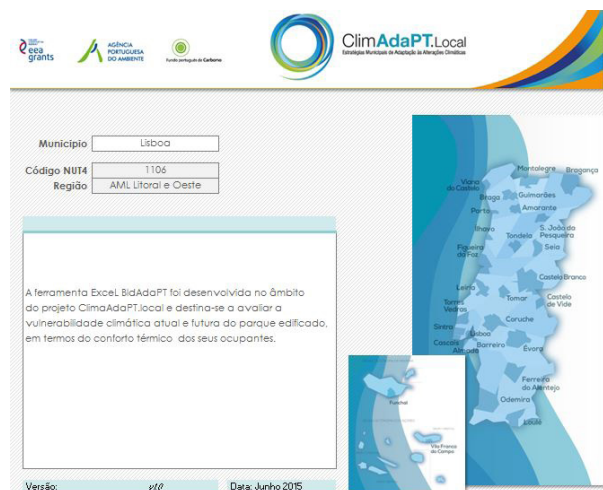 eea
grants
AGÊNCIA
PORTUGUESA
DO AMBIENTE
Fundo português de Carbono
ClimAdaPT.Local
Estratégias Municipais de Adaptação às Alterações Climáticas
Município Lisboa
Código NUT4 1106
Região AML Litoral e Oeste
A ferramenta ExceL BldAdaPT foi desenvolvida no âmbito
do projeto ClimaAdaPT.local e destina-se a avaliar a
vulnerabilidade climática atual e futura do parque edificado,
em termos do conforto térmico dos seus ocupantes.
Versão: v10 Data: Junho 2015
Montalegre
Bragança
Viana
do Castelo
Braga
Guimarães
Porto
Amarante
Ílhavo
Tondela
S. João da
Pesqueira
Figueira
da Foz
Seia
Castelo Branco
Leiria
Tomar
Castelo
de Vide
Torres
Vedras
Coruche
Sintra
Lisboa
Cascais
Barreiro
Évora
Almada
Ferreira
do Alentejo
Odemira
Loulé
Funchal
Vila Franca
do Campo